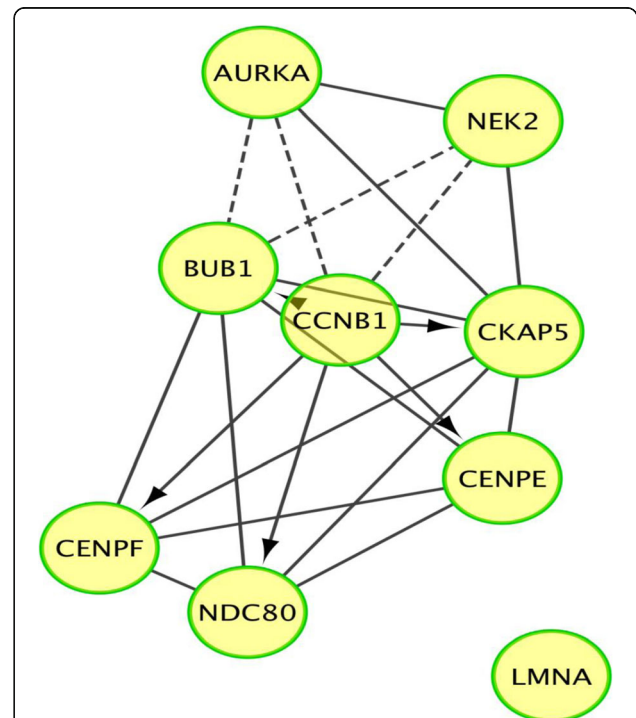 AURKA
NEK2
BUB1
CCNB1
CKAP5
CENPE
CENPF
NDC80
LMNA